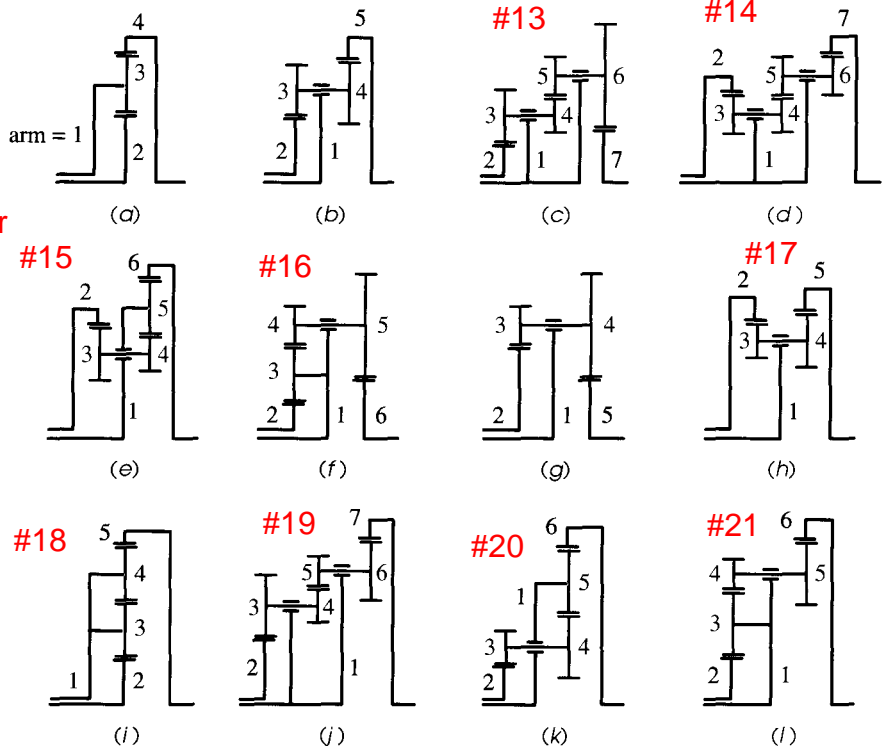 4 5 #13 #14 7
3 3 4 5 6 2 5 6
arm = 1 3 4 3 4
2 2 1 2 1 7 1
(a) (b) (c) (d)
r
#15 6 #16 #17
2 5 4 5 3 4 2 5
3 4 3 3 4
1 2 1 6 2 1 5 1
(e) (f) (g) (h)
#18 5 #19 7 #20 6 #21 6
4 3 5 4 6 1 5 4 5
3 3 4 3
1 2 2 1 2 2 1
(i) (j) (k) (l)